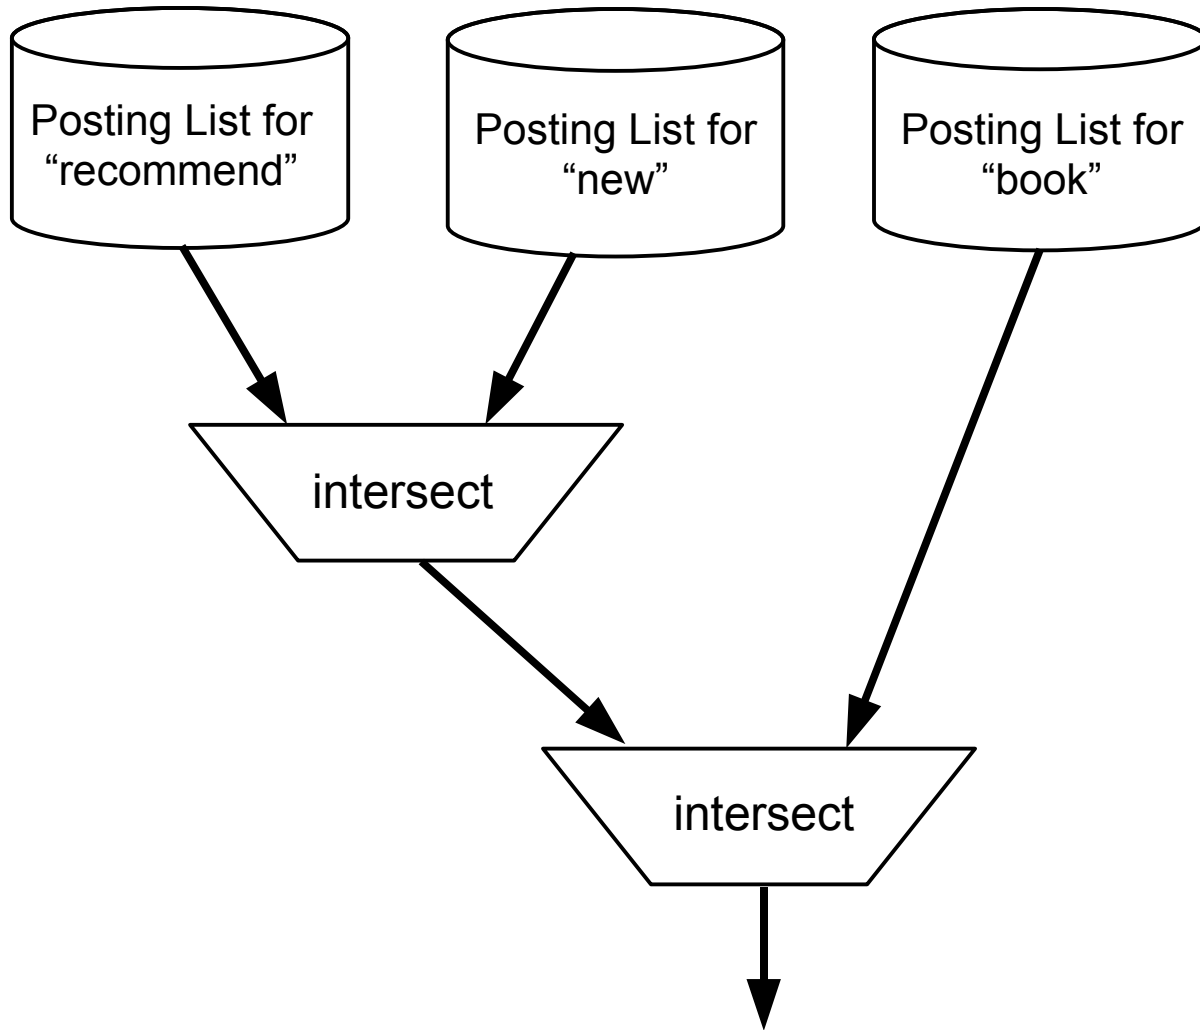 Posting List for
“recommend”
Posting List for
“new”
Posting List for
“book”
intersect
intersect